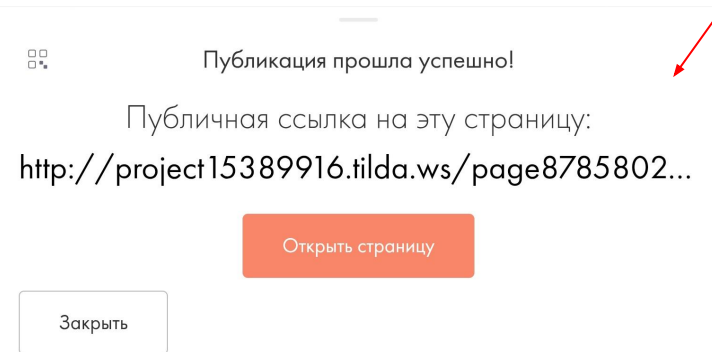 Публикация прошла успешно!
Публичная ссылка на эту страницу:
http://project15389916.tilda.ws/page8785802...
Открыть страницу
Закрыть